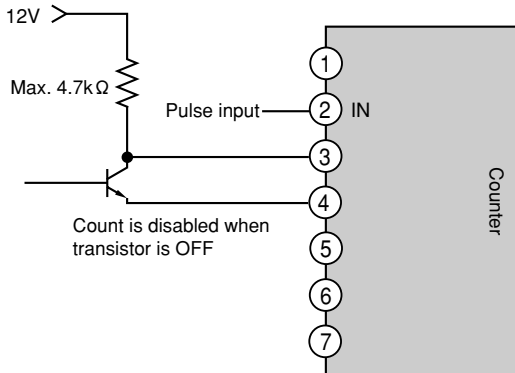 12V
1
Max. 4.7kΩ
Pulse input 2 IN
3
4
Count is disabled when
transistor is OFF
5
6
7
Counter